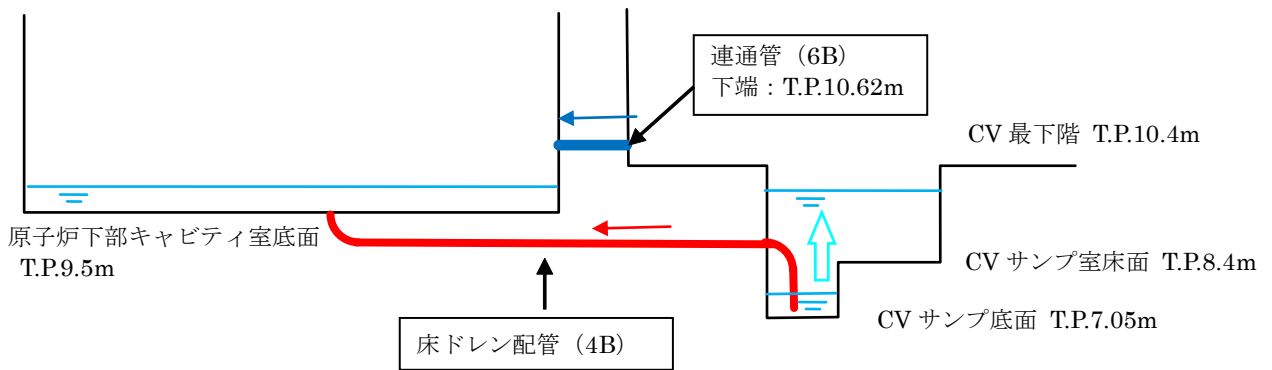 連通管（6B）
下端：T.P.10.62m
CV 最下階 T.P.10.4m
原子炉下部キャビティ室底面
T.P.9.5m
CV サンプ室床面 T.P.8.4m
CV サンプ底面 T.P.7.05m
床ドレン配管（4B）